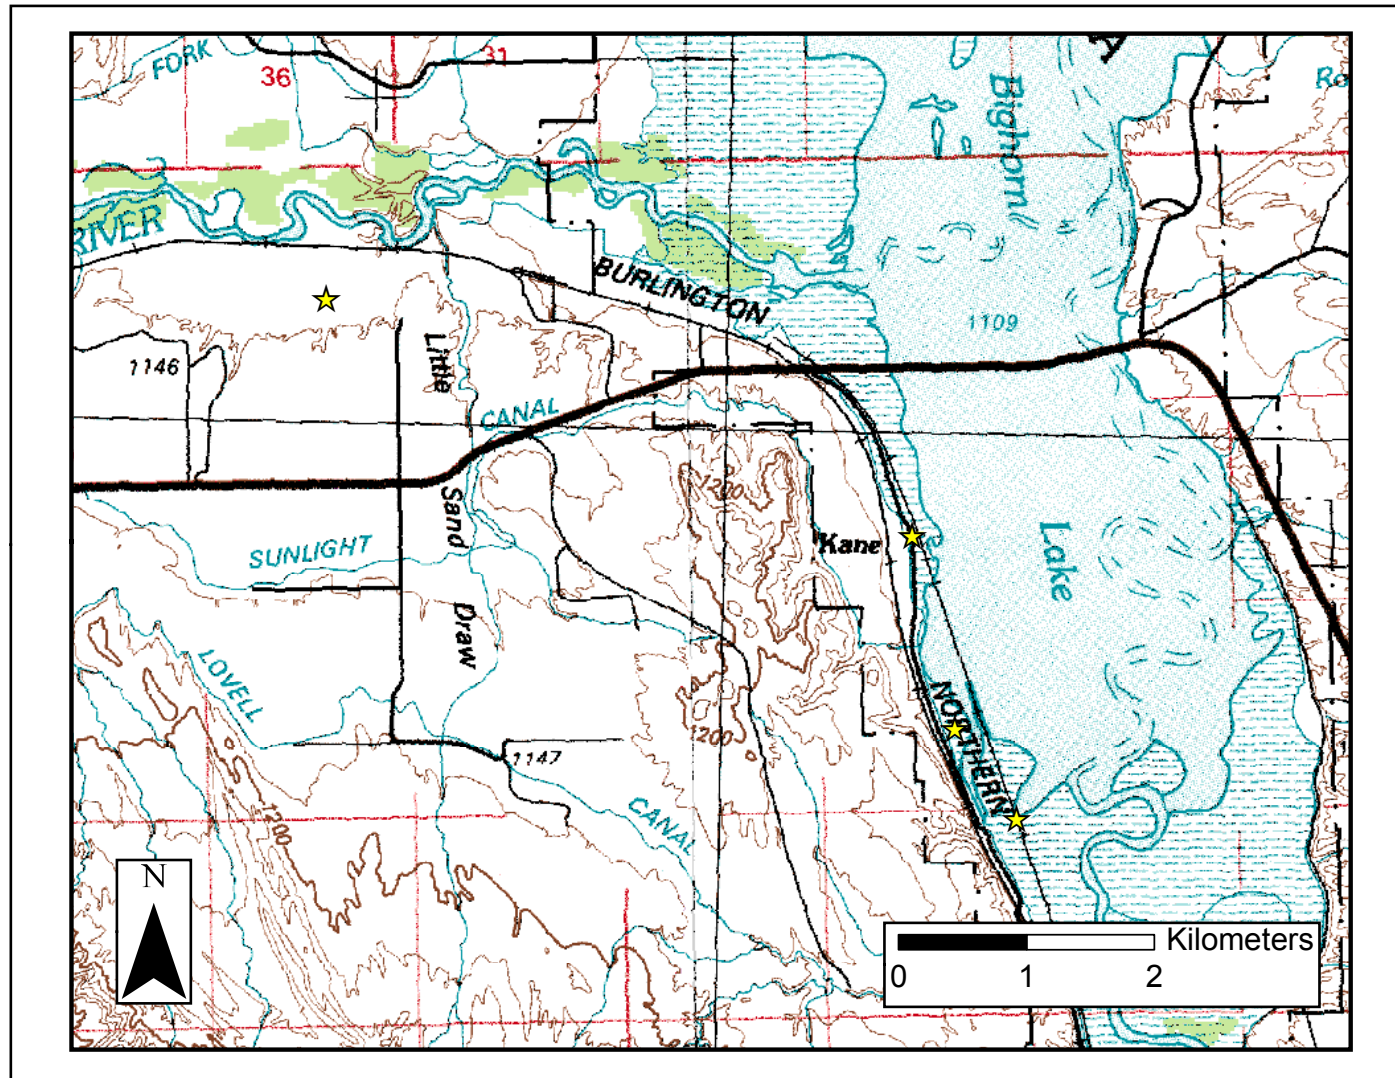 FORK
36
31
Ro
Bighorn
RIVER
BURLINGTON
1109
1146
Little
CANAL
1200
Sand
Kane
Lake
SUNLIGHT
Draw
LOVELL
NORTHERN
1200
1147
1200
CANAL
N
Kilometers
0 1 2